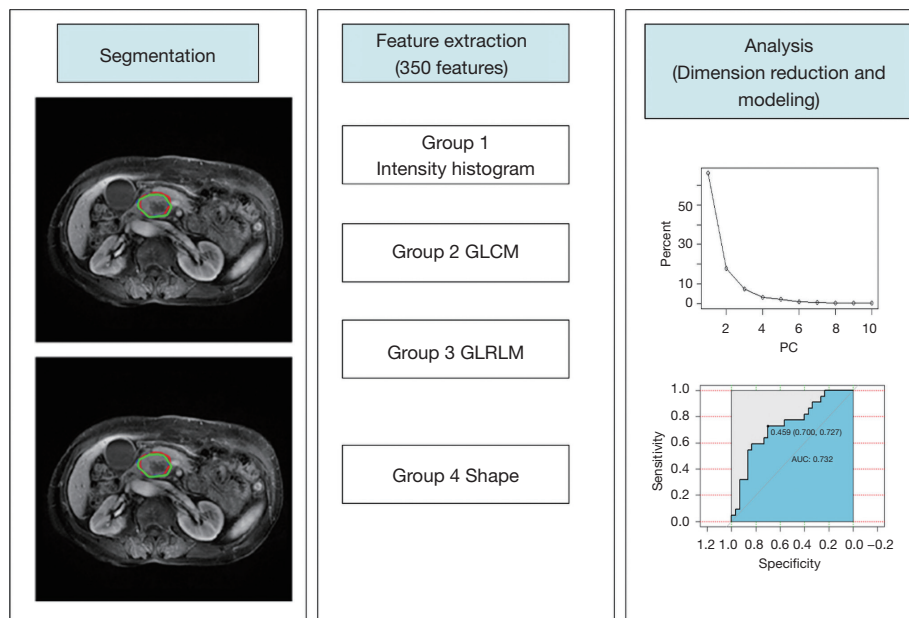 Segmentation
Feature extraction
(350 features)
Group 1
Intensity histogram
Group 2 GLCM
Group 3 GLRLM
Group 4 Shape
Analysis
(Dimension reduction and
modeling)
Percent
50
30
10
0
2 4 6 8 10
PC
Sensitivity
1.0
0.8
0.6
0.4
0.2
0.0
0.459 (0.700, 0.727)
AUC: 0.732
1.2 1.0 0.8 0.6 0.4 0.2 0.0 −0.2
Specificity